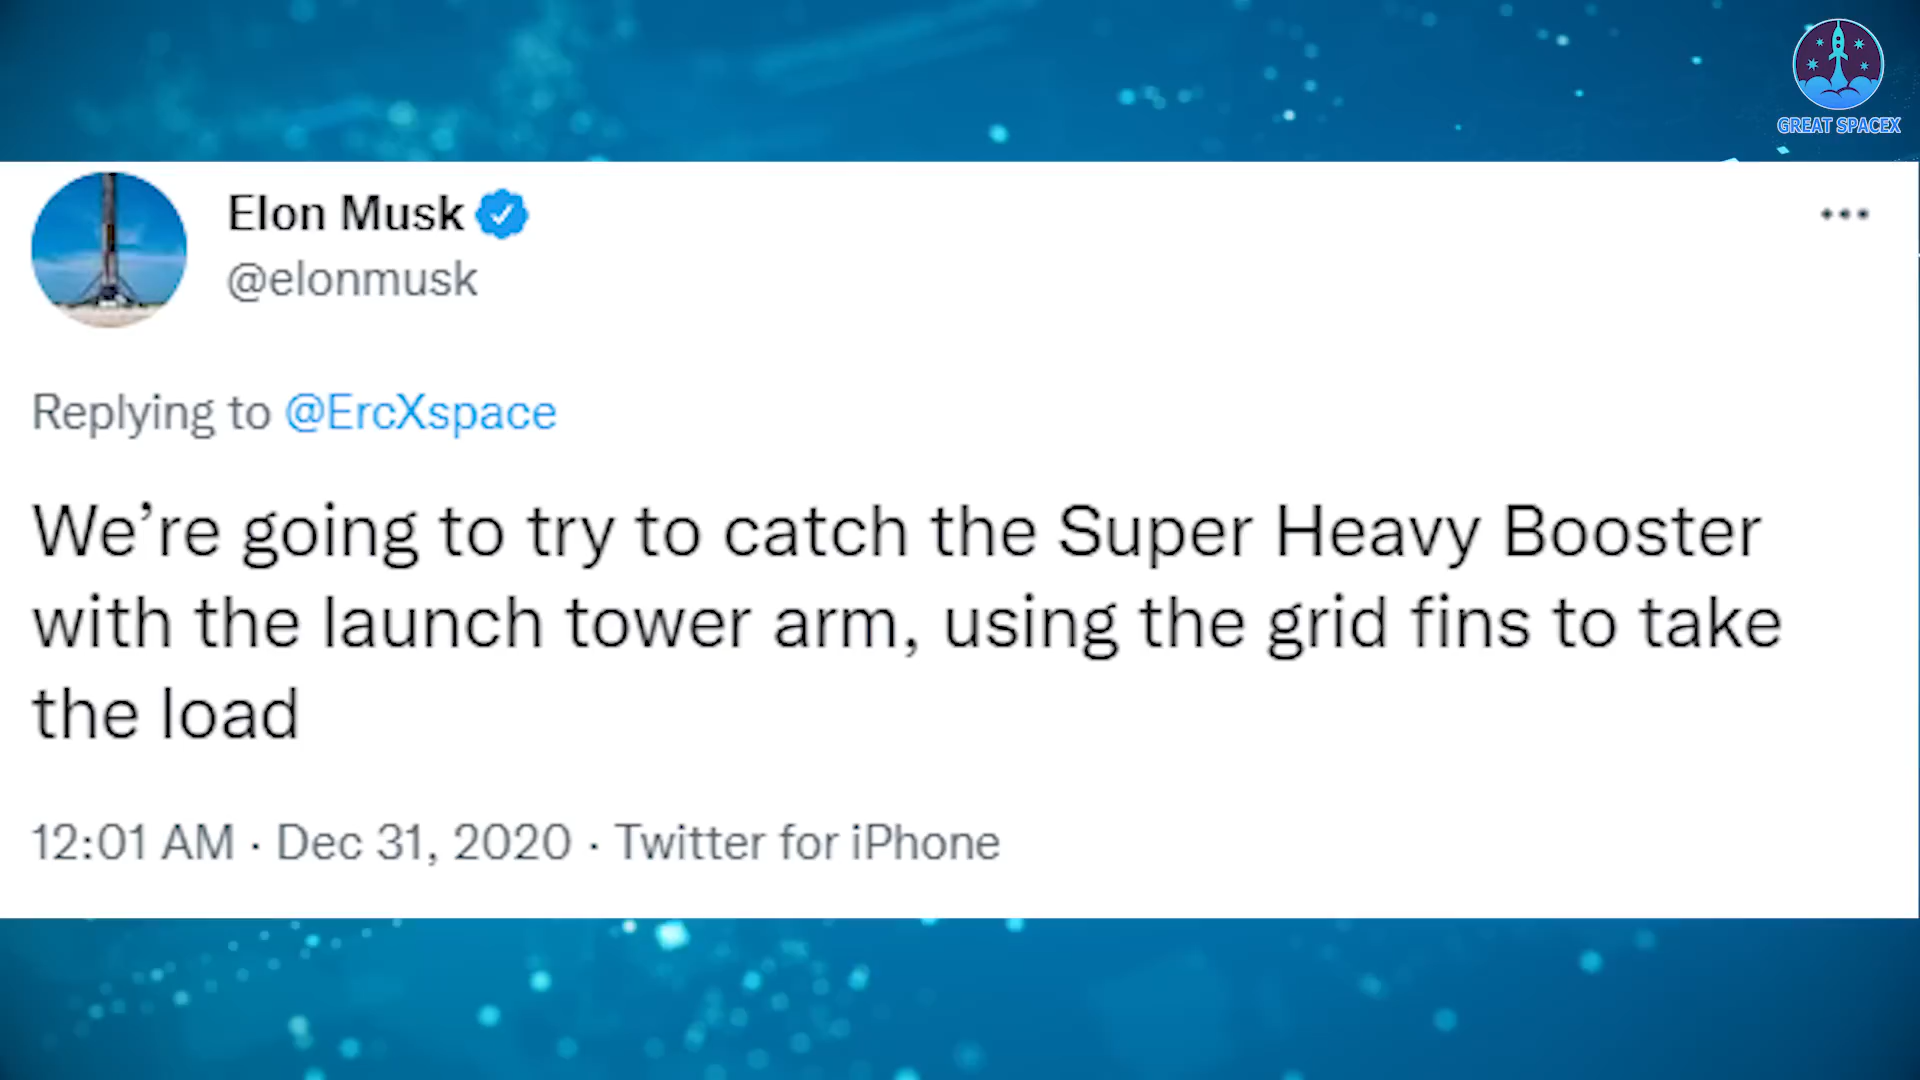 GREAT SPACEX
Elon Musk
@elonmusk
Replying to @ErcXspace
We’re going to try to catch the Super Heavy Booster
with the launch tower arm, using the grid fins to take
the load
12:01 AM · Dec 31, 2020 · Twitter for iPhone